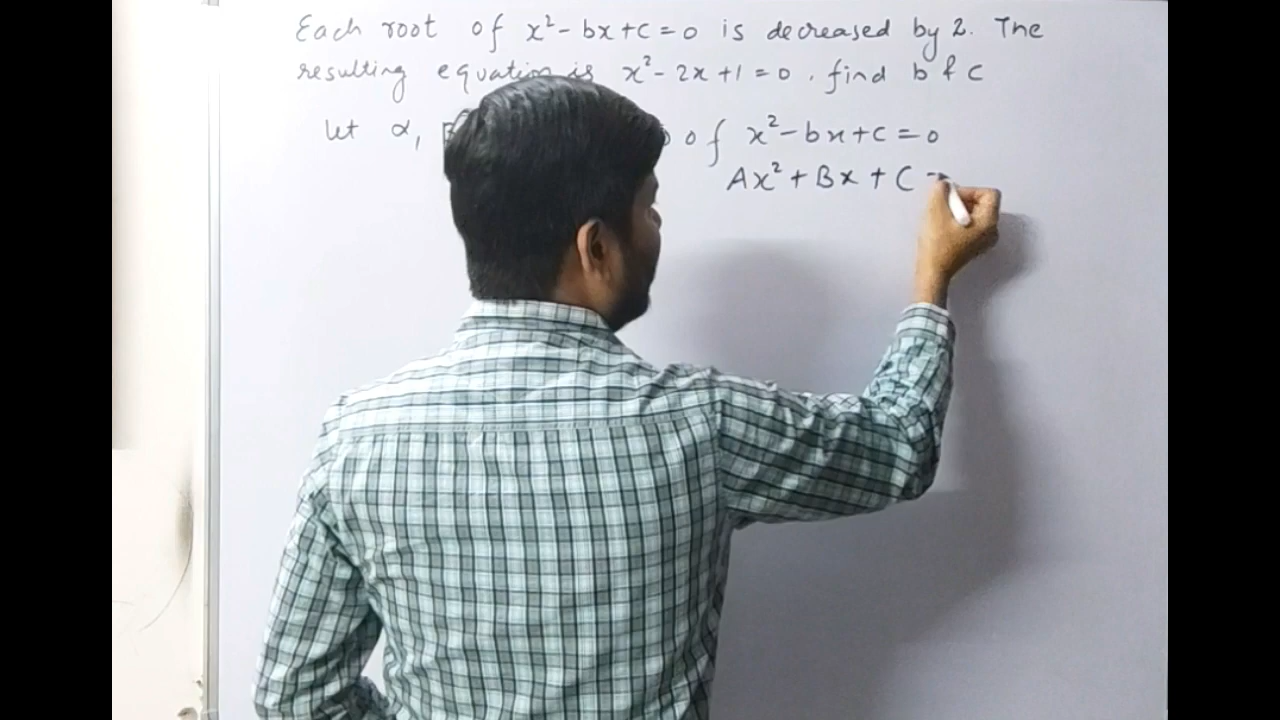 Each root of x² - bx + c = 0 is decreased by 2. The
resulting equation is x² - 2x + 1 = 0 . find b & c
let α, of x² - bx + c = 0
Ax² + Bx + C =